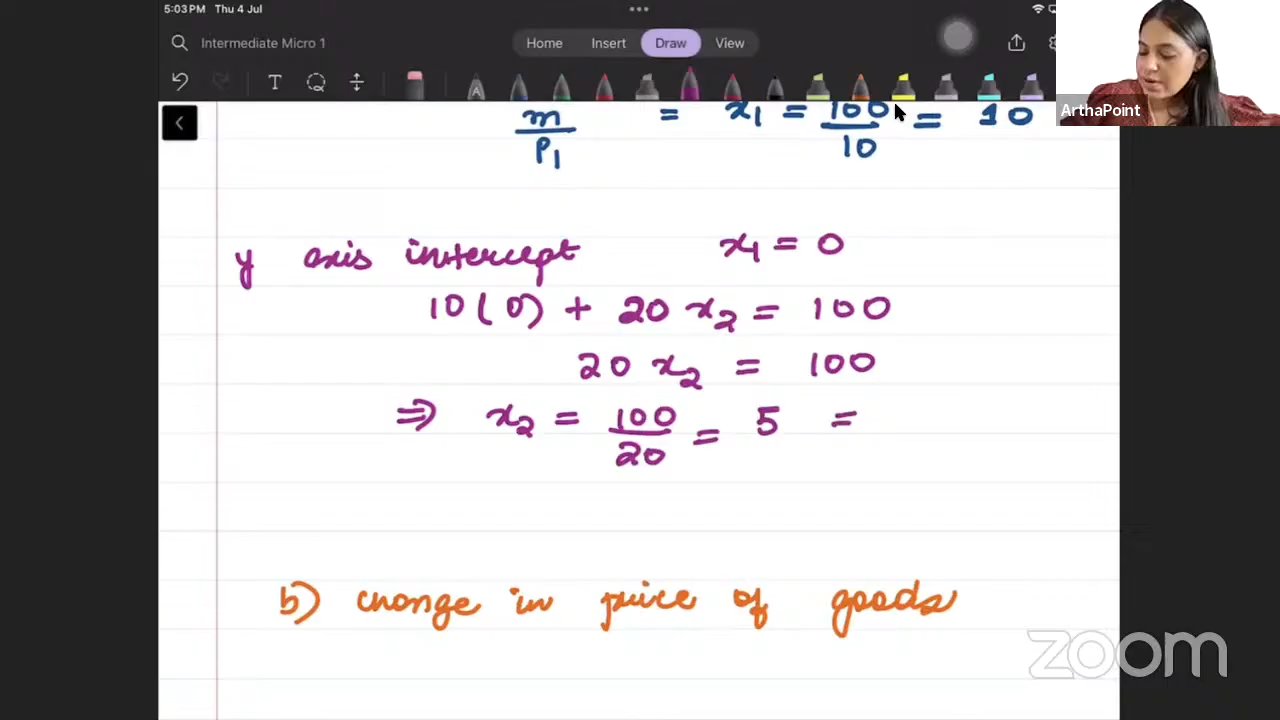 5:03 PM Thu 4 Jul
Intermediate Micro 1
Home Insert Draw View
ArthaPoint
m/P1 = x1 = 100/10 = 10
y axis intercept x1 = 0
10(0) + 20 x2 = 100
20 x2 = 100
⇒ x2 = 100/20 = 5 =
b) change in price of goods
zoom